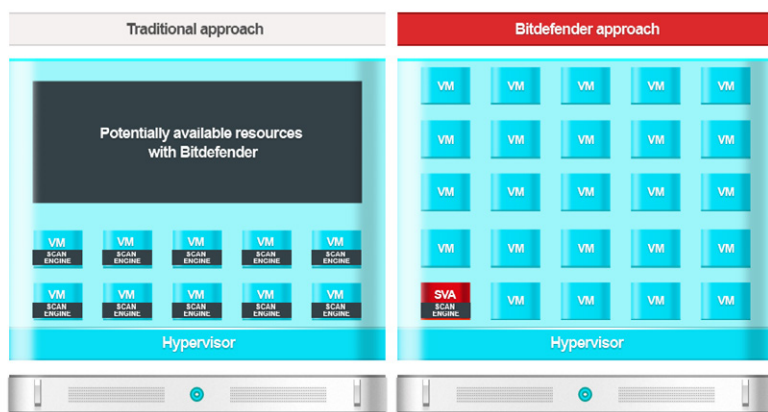 Traditional approach
Bitdefender approach
Potentially available resources
with Bitdefender
VM VM VM VM VM
SCAN ENGINE SCAN ENGINE SCAN ENGINE SCAN ENGINE SCAN ENGINE
VM VM VM VM VM
SCAN ENGINE SCAN ENGINE SCAN ENGINE SCAN ENGINE SCAN ENGINE
Hypervisor
VM VM VM VM VM
VM VM VM VM VM
VM VM VM VM VM
VM VM VM VM VM
SVA VM VM VM VM
SCAN ENGINE
Hypervisor